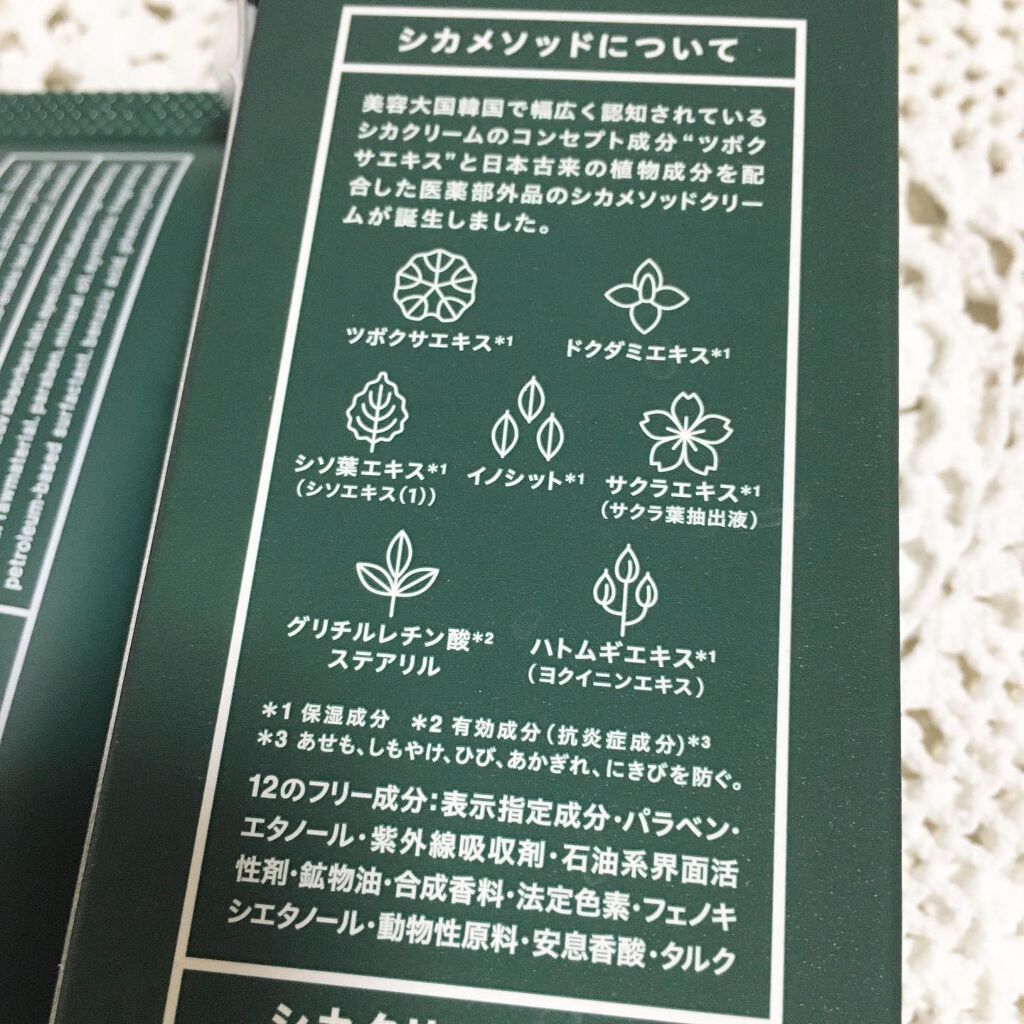 シカメソッドについて
美容大国韓国で幅広く認知されている
シカクリームのコンセプト成分“ツボク
サエキス”と日本古来の植物成分を配
合した医薬部外品のシカメソッドクリー
ムが誕生しました。
ツボクサエキス*1
ドクダミエキス*1
シソ葉エキス*1
(シソエキス(1))
イノシット*1
サクラエキス*1
(サクラ葉抽出液)
グリチルレチン酸*2
ステアリル
ハトムギエキス*1
(ヨクイニンエキス)
*1 保湿成分 *2 有効成分(抗炎症成分)*3
*3 あせも、しもやけ、ひび、あかぎれ、にきびを防ぐ。
12のフリー成分:表示指定成分・パラベン・
エタノール・紫外線吸収剤・石油系界面活
性剤・鉱物油・合成香料・法定色素・フェノキ
シエタノール・動物性原料・安息香酸・タルク
petroleum-based surfactant, benzoic acid
rawmaterial, paraben, mineral oil,